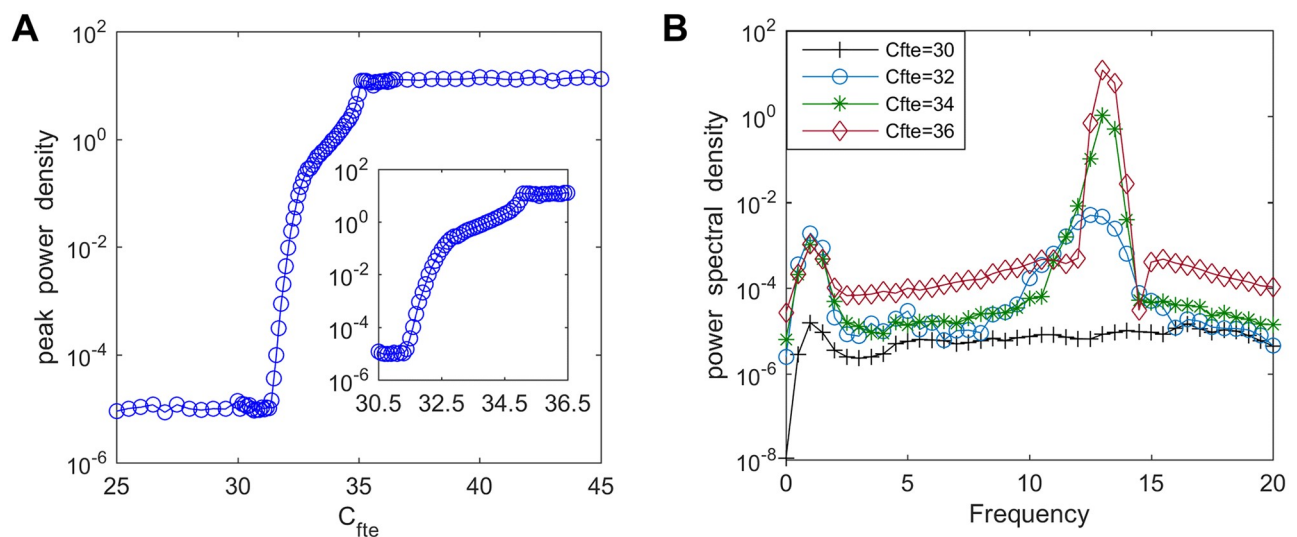 A
peak power density
10^2
10^0
10^-2
10^-4
10^-6
25 30 35 40 45
C_fte
10^2
10^0
10^-2
10^-4
10^-6
30.5 32.5 34.5 36.5
B
power spectral density
10^2
10^0
10^-2
10^-4
10^-6
10^-8
Cfte=30
Cfte=32
Cfte=34
Cfte=36
0 5 10 15 20
Frequency